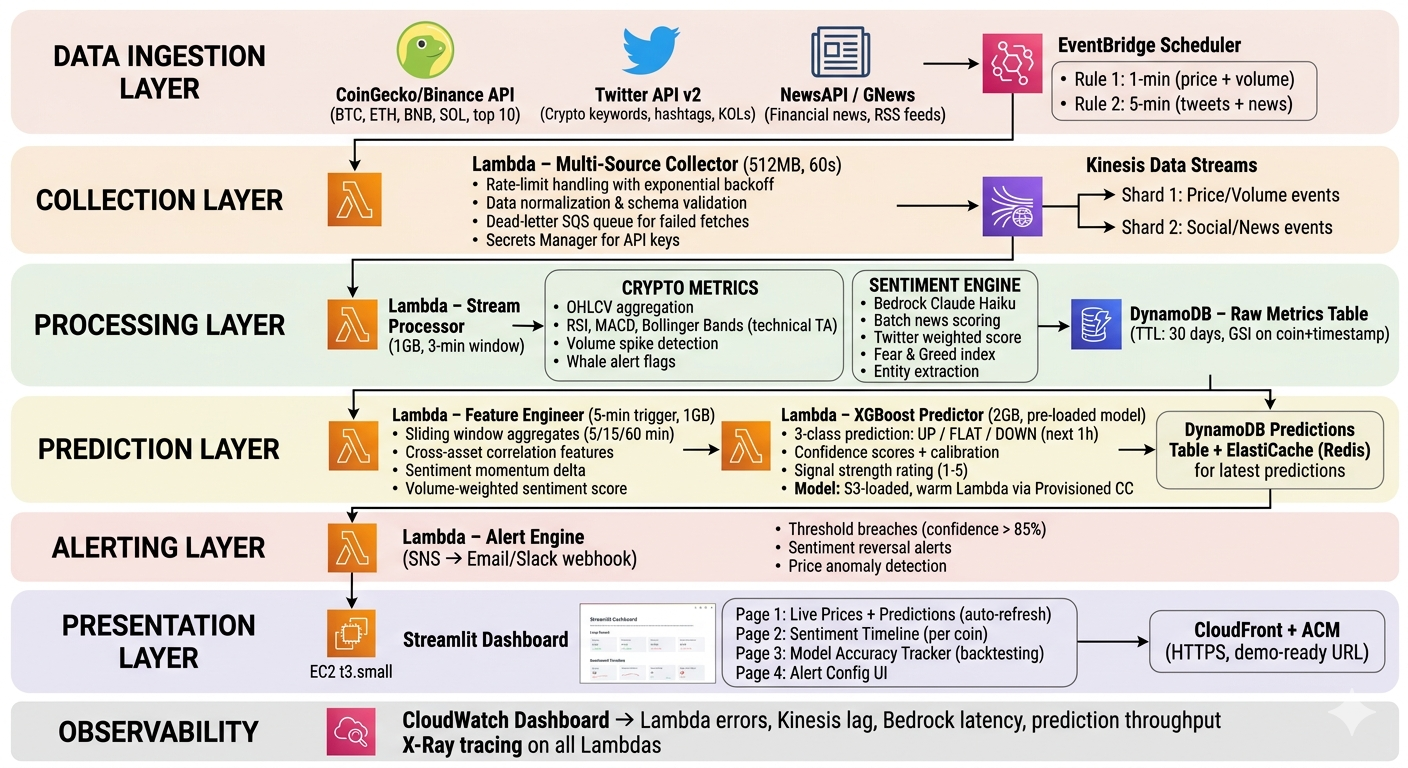 DATA INGESTION
LAYER
CoinGecko/Binance API
(BTC, ETH, BNB, SOL, top 10)
Twitter API v2
(Crypto keywords, hashtags, KOLs)
NewsAPI / GNews
(Financial news, RSS feeds)
EventBridge Scheduler
• Rule 1: 1-min (price + volume)
• Rule 2: 5-min (tweets + news)
COLLECTION LAYER
Lambda – Multi-Source Collector (512MB, 60s)
• Rate-limit handling with exponential backoff
• Data normalization & schema validation
• Dead-letter SQS queue for failed fetches
• Secrets Manager for API keys
Kinesis Data Streams
Shard 1: Price/Volume events
Shard 2: Social/News events
PROCESSING LAYER
Lambda – Stream
Processor
(1GB, 3-min window)
CRYPTO METRICS
• OHLCV aggregation
• RSI, MACD, Bollinger Bands (technical TA)
• Volume spike detection
• Whale alert flags
SENTIMENT ENGINE
• Bedrock Claude Haiku
• Batch news scoring
• Twitter weighted score
• Fear & Greed index
• Entity extraction
DynamoDB – Raw Metrics Table
(TTL: 30 days, GSI on coin+timestamp)
PREDICTION LAYER
Lambda – Feature Engineer (5-min trigger, 1GB)
• Sliding window aggregates (5/15/60 min)
• Cross-asset correlation features
• Sentiment momentum delta
• Volume-weighted sentiment score
Lambda – XGBoost Predictor (2GB, pre-loaded model)
• 3-class prediction: UP / FLAT / DOWN (next 1h)
• Confidence scores + calibration
• Signal strength rating (1-5)
• Model: S3-loaded, warm Lambda via Provisioned CC
DynamoDB Predictions
Table + ElastiCache (Redis)
for latest predictions
ALERTING LAYER
Lambda – Alert Engine
(SNS → Email/Slack webhook)
• Threshold breaches (confidence > 85%)
• Sentiment reversal alerts
• Price anomaly detection
PRESENTATION
LAYER
EC2 t3.small
Streamlit Dashboard
Streamlit Dashboard
Page 1: Live Prices + Predictions (auto-refresh)
Page 2: Sentiment Timeline (per coin)
Page 3: Model Accuracy Tracker (backtesting)
Page 4: Alert Config UI
CloudFront + ACM
(HTTPS, demo-ready URL)
OBSERVABILITY
CloudWatch Dashboard → Lambda errors, Kinesis lag, Bedrock latency, prediction throughput
X-Ray tracing on all Lambdas